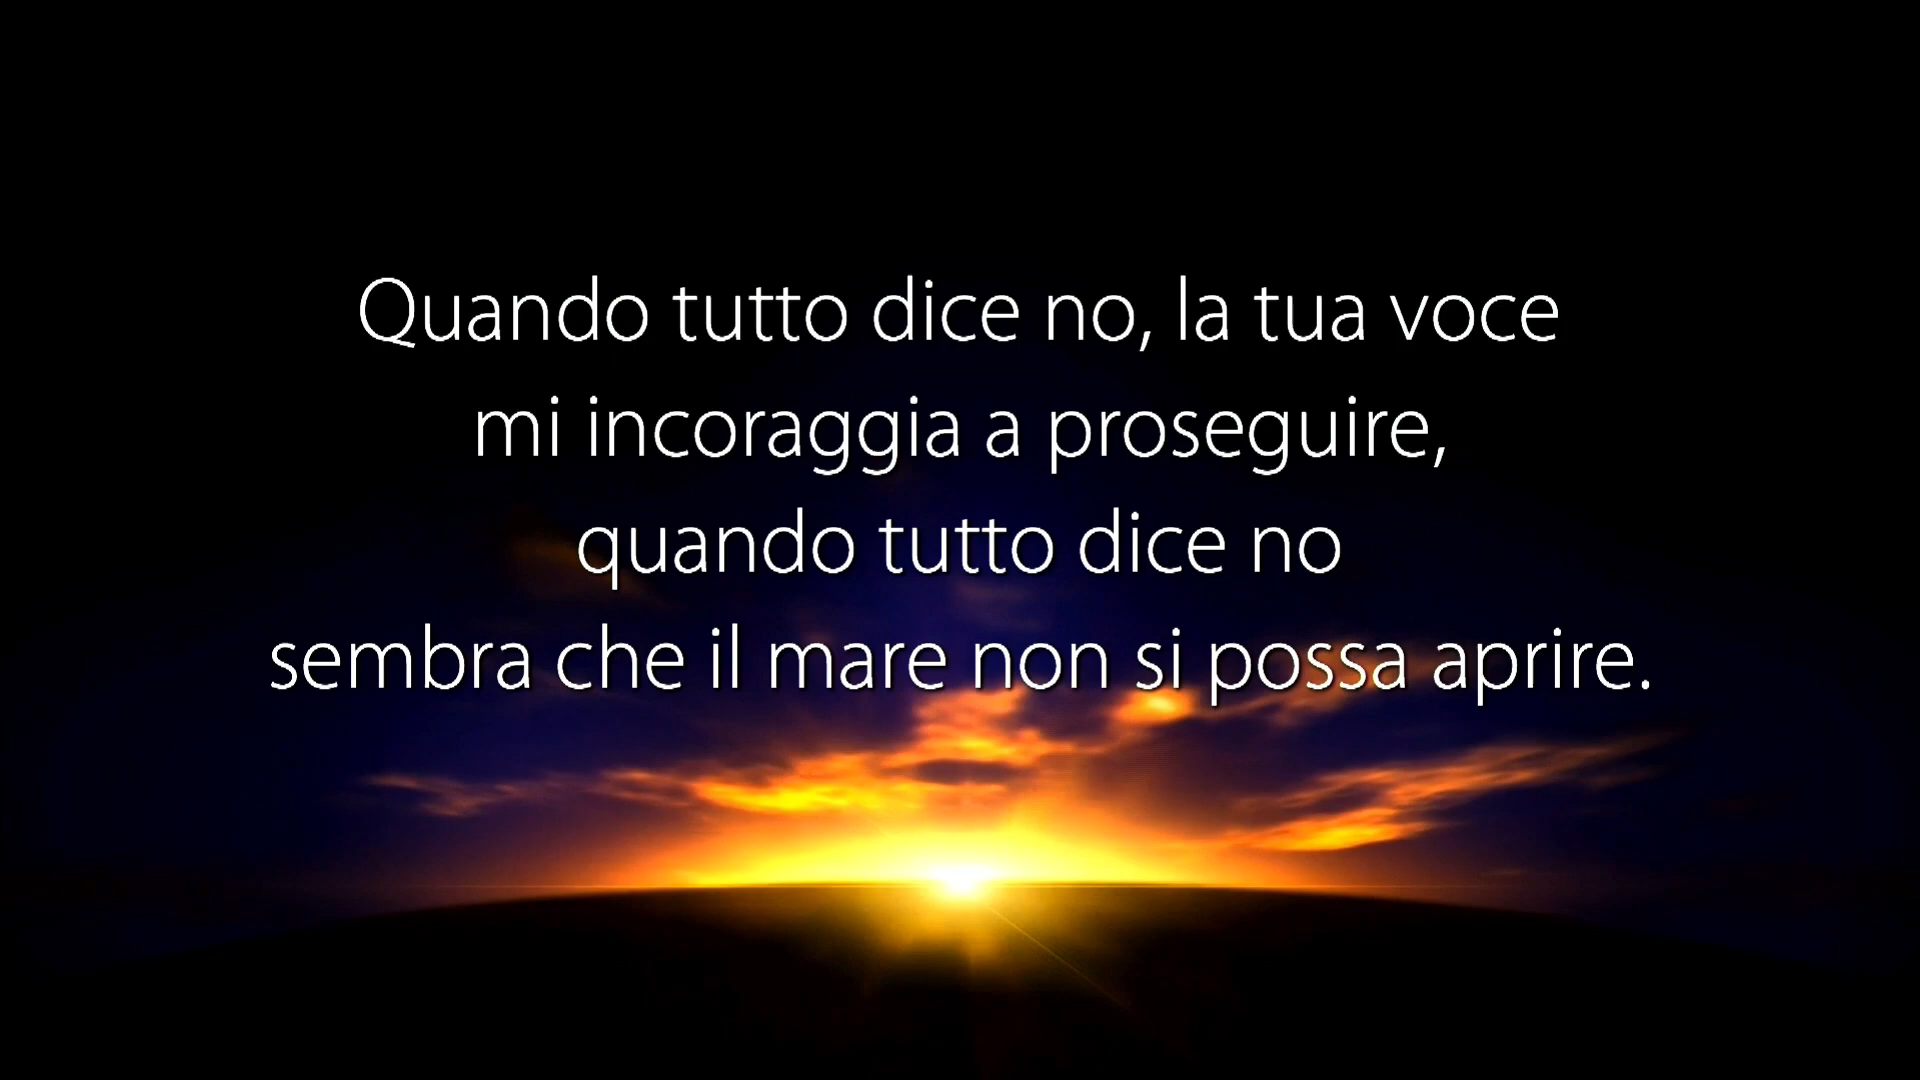 Quando tutto dice no, la tua voce
mi incoraggia a proseguire,
quando tutto dice no
sembra che il mare non si possa aprire.